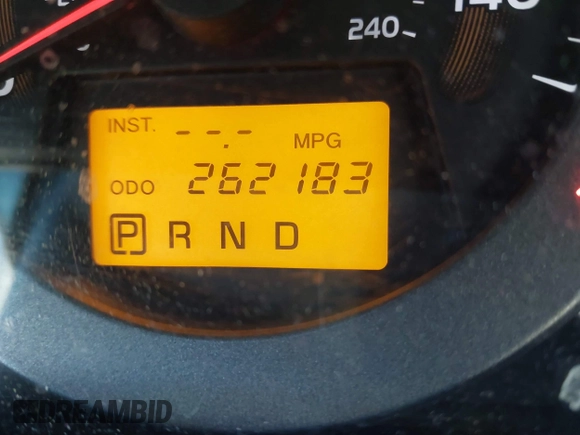 240
140
INST. --.- MPG
ODO 262183
P R N D
DREAMBID